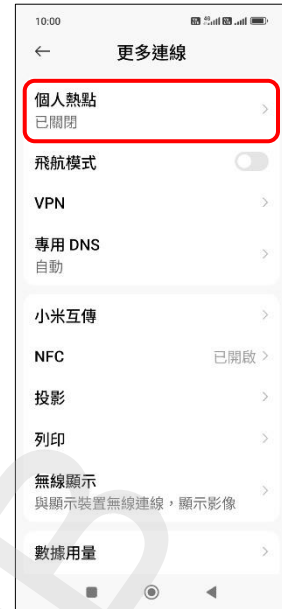 10:00
更多連線
個人熱點
已關閉
飛航模式
VPN
專用 DNS
自動
小米互傳
NFC 已開啟
投影
列印
無線顯示
與顯示裝置無線連線，顯示影像
數據用量